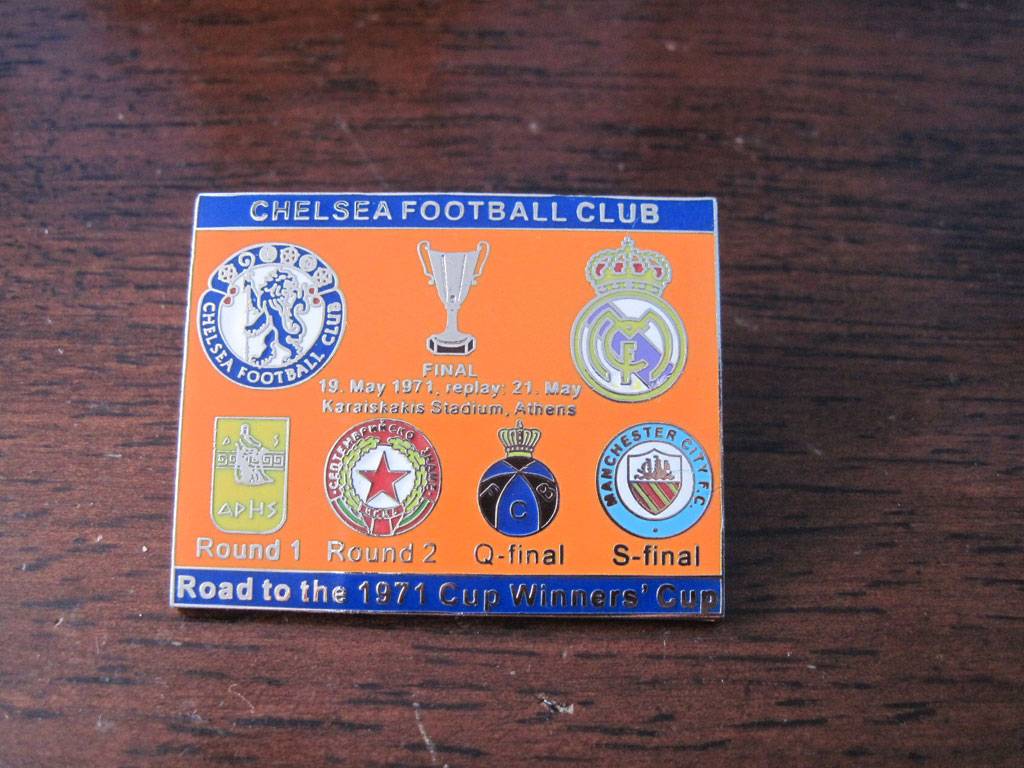 CHELSEA FOOTBALL CLUB
CHELSEA FOOTBALL CLUB
FINAL
19. May 1971, replay: 21. May
Karaiskakis Stadium, Athens
MANCHESTER CITY F.C.
Round 1
Round 2
Q-final
S-final
Road to the 1971 Cup Winners' Cup